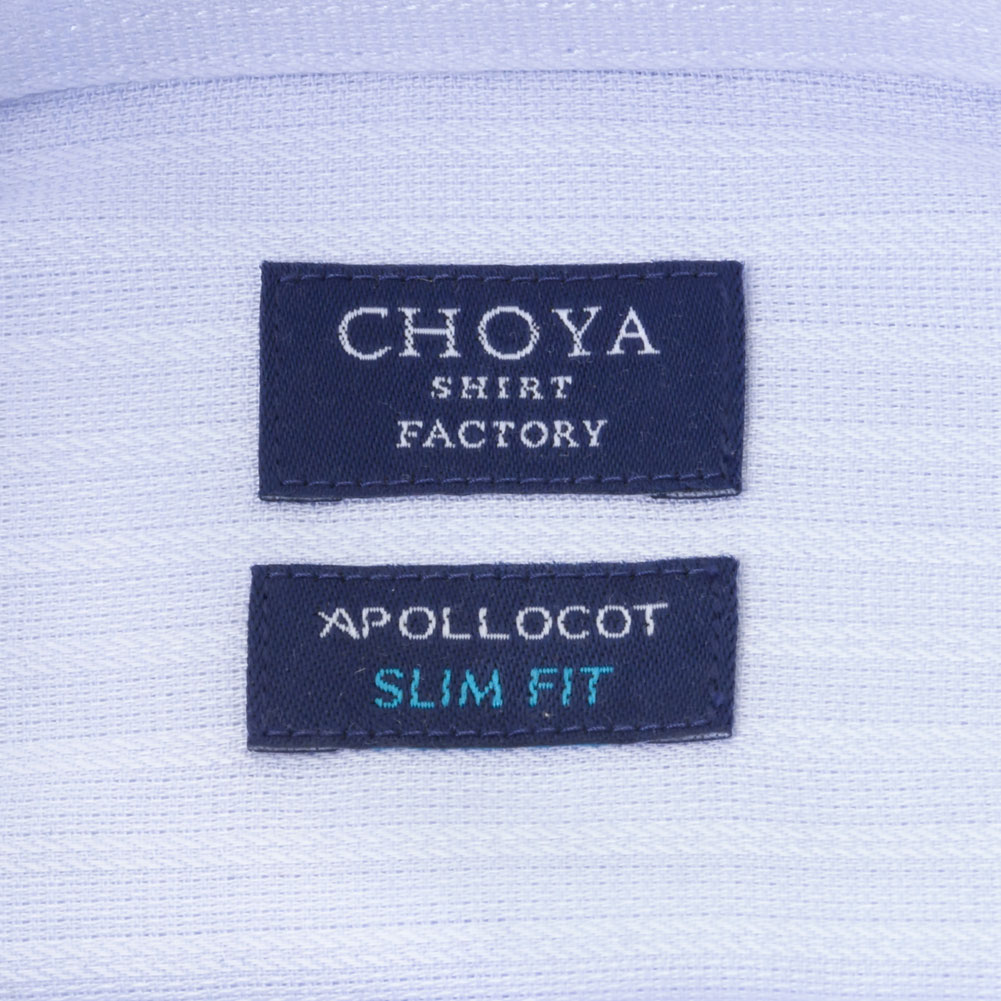 CHOYA
SHIRT
FACTORY
APOLLOCOT
SLIM FIT